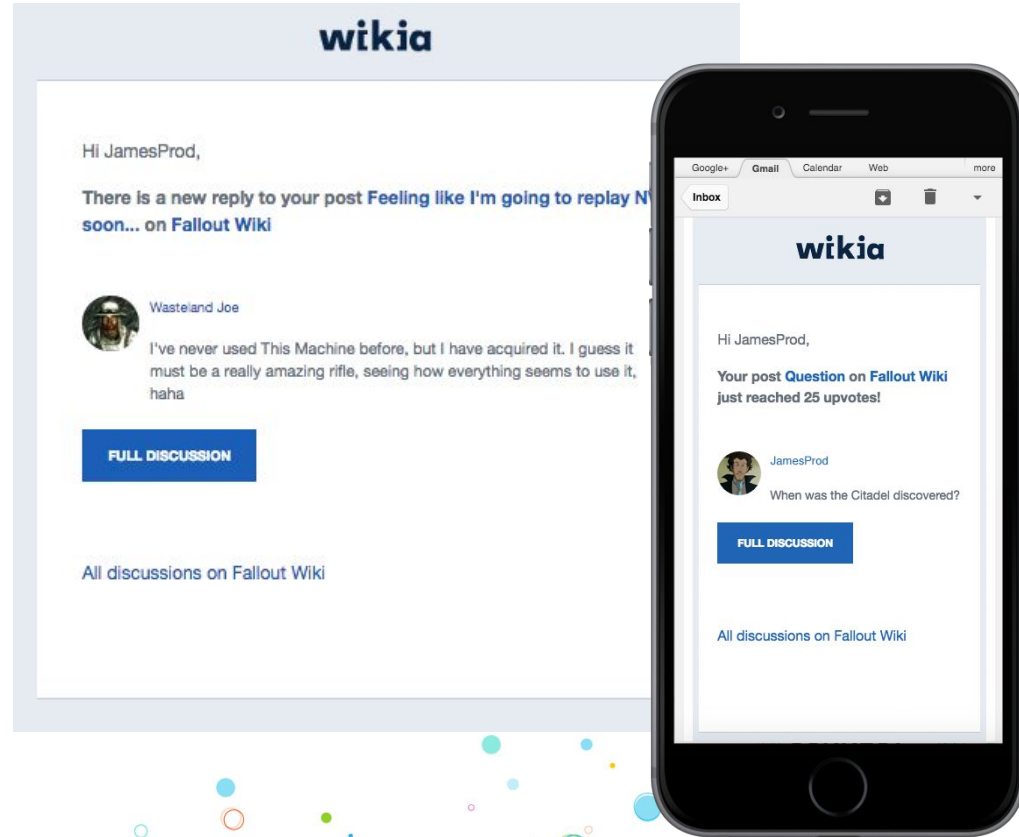 wikia
Hi JamesProd,
There is a new reply to your post Feeling like I'm going to replay N
soon... on Fallout Wiki
Wasteland Joe
I've never used This Machine before, but I have acquired it. I guess it
must be a really amazing rifle, seeing how everything seems to use it,
haha
FULL DISCUSSION
All discussions on Fallout Wiki
Google+ Gmail Calendar Web more
Inbox
wikia
Hi JamesProd,
Your post Question on Fallout Wiki
just reached 25 upvotes!
JamesProd
When was the Citadel discovered?
FULL DISCUSSION
All discussions on Fallout Wiki